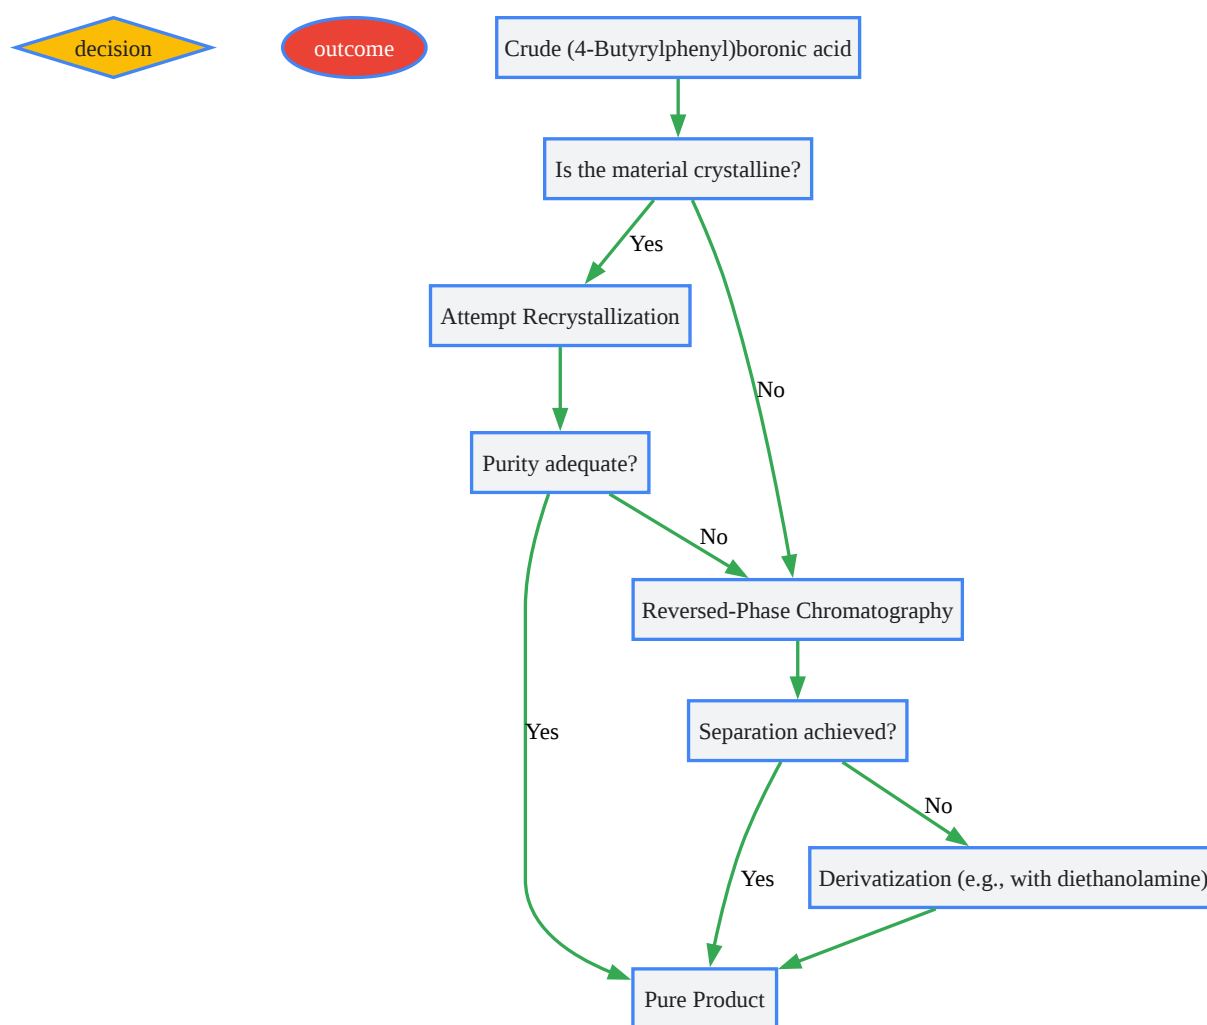 decision
outcome
Crude (4-Butyrylphenyl)boronic acid
Is the material crystalline?
Yes
Attempt Recrystallization
No
Purity adequate?
No
Reversed-Phase Chromatography
Yes
Separation achieved?
No
Yes
Derivatization (e.g., with diethanolamine)
Pure Product